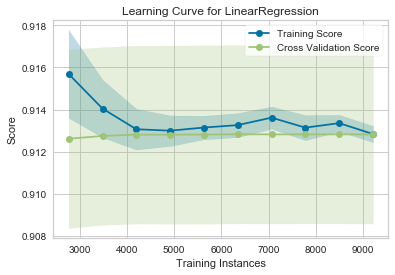 Learning Curve for LinearRegression
Training Score
Cross Validation Score
Score
0.918
0.916
0.914
0.912
0.910
0.908
3000 4000 5000 6000 7000 8000 9000
Training Instances